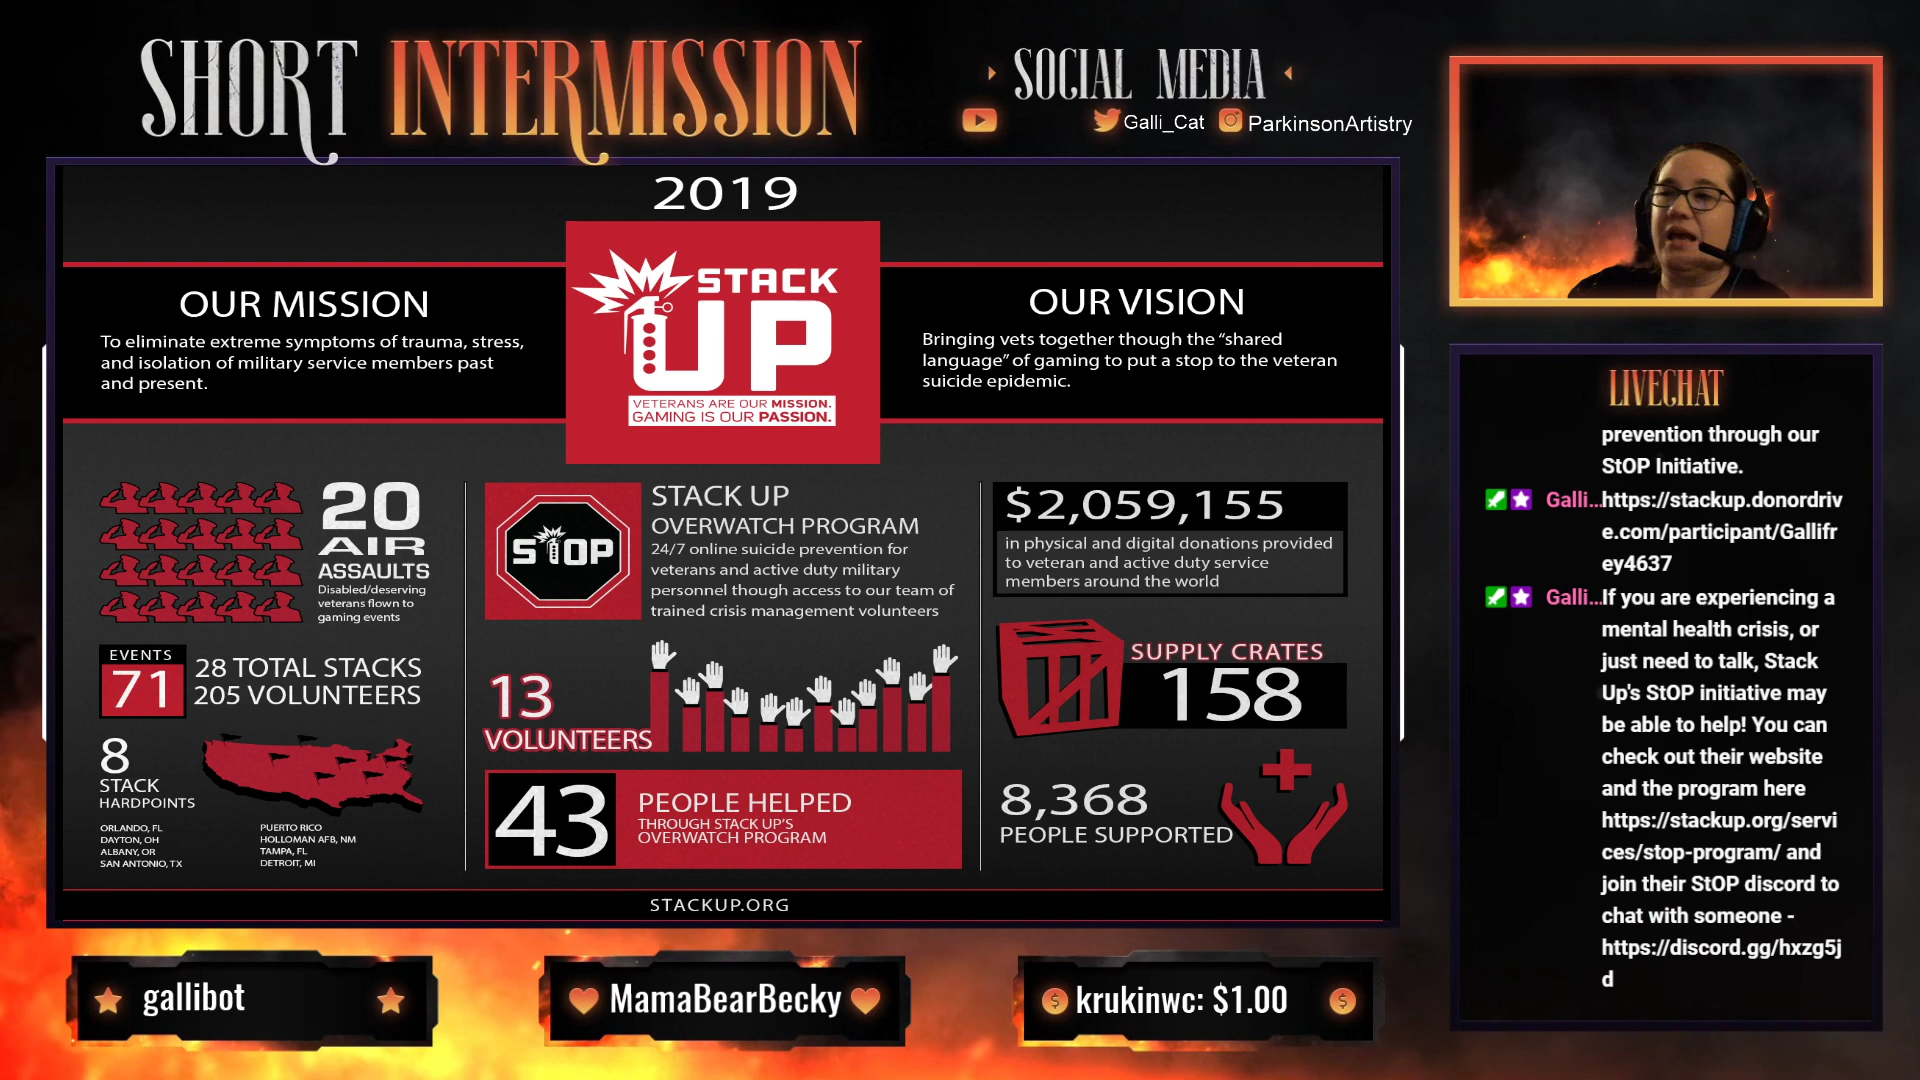 SHORT INTERMISSION
SOCIAL MEDIA
Galli_Cat
ParkinsonArtistry
2019
OUR MISSION
To eliminate extreme symptoms of trauma, stress,
and isolation of military service members past
and present.
STACK
UP
VETERANS ARE OUR MISSION.
GAMING IS OUR PASSION.
OUR VISION
Bringing vets together though the “shared
language” of gaming to put a stop to the veteran
suicide epidemic.
20
AIR
ASSAULTS
Disabled/deserving
veterans flown to
gaming events
EVENTS
71
28 TOTAL STACKS
205 VOLUNTEERS
8
STACK
HARDPOINTS
ORLANDO, FL
DAYTON, OH
ALBANY, OR
SAN ANTONIO, TX
PUERTO RICO
HOLLOMAN AFB, NM
TAMPA, FL
DETROIT, MI
STOP
STACK UP
OVERWATCH PROGRAM
24/7 online suicide prevention for
veterans and active duty military
personnel though access to our team of
trained crisis management volunteers
13
VOLUNTEERS
43
PEOPLE HELPED
THROUGH STACK UP'S
OVERWATCH PROGRAM
$2,059,155
in physical and digital donations provided
to veteran and active duty service
members around the world
SUPPLY CRATES
158
8,368
PEOPLE SUPPORTED
STACKUP.ORG
LIVECHAT
prevention through our
StOP Initiative.
Galli...https://stackup.donordriv
e.com/participant/Gallifr
ey4637
Galli...If you are experiencing a
mental health crisis, or
just need to talk, Stack
Up's StOP initiative may
be able to help! You can
check out their website
and the program here
https://stackup.org/servi
ces/stop-program/ and
join their StOP discord to
chat with someone -
https://discord.gg/hxzg5j
d
gallibot
MamaBearBecky
krukinwc: $1.00